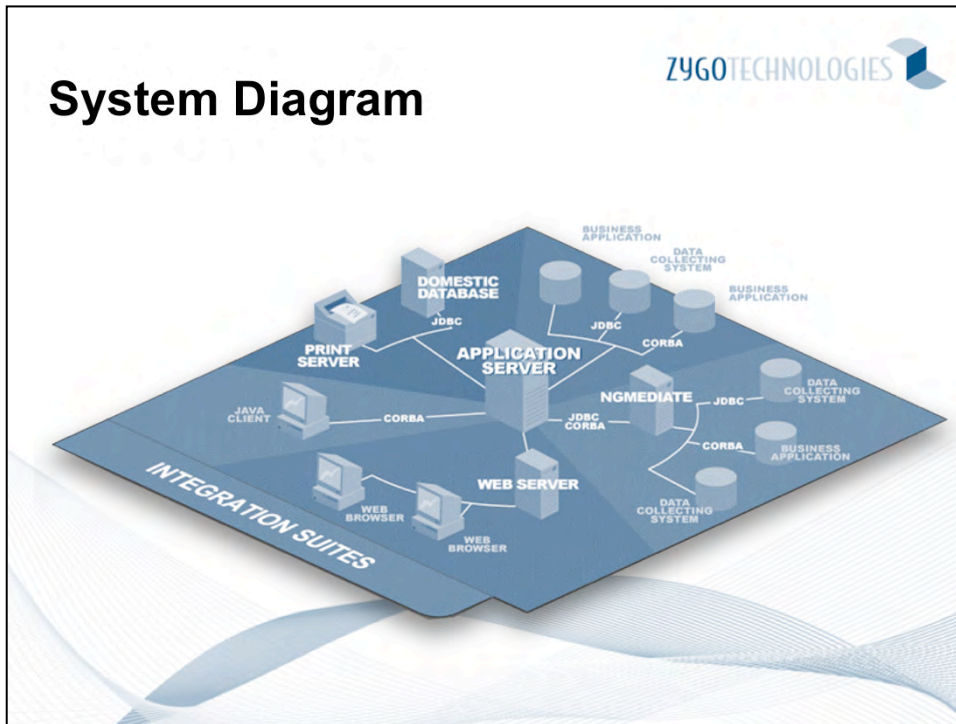 System Diagram
ZYGOTECHNOLOGIES
BUSINESS
APPLICATION
DATA
COLLECTING
SYSTEM
BUSINESS
APPLICATION
DOMESTIC
DATABASE
JDBC
PRINT
SERVER
APPLICATION
SERVER
JDBC
CORBA
NGMEDIATE
JDBC
DATA
COLLECTING
SYSTEM
JAVA
CLIENT
CORBA
JDBC
CORBA
CORBA
BUSINESS
APPLICATION
WEB SERVER
WEB
BROWSER
WEB
BROWSER
DATA
COLLECTING
SYSTEM
INTEGRATION SUITES